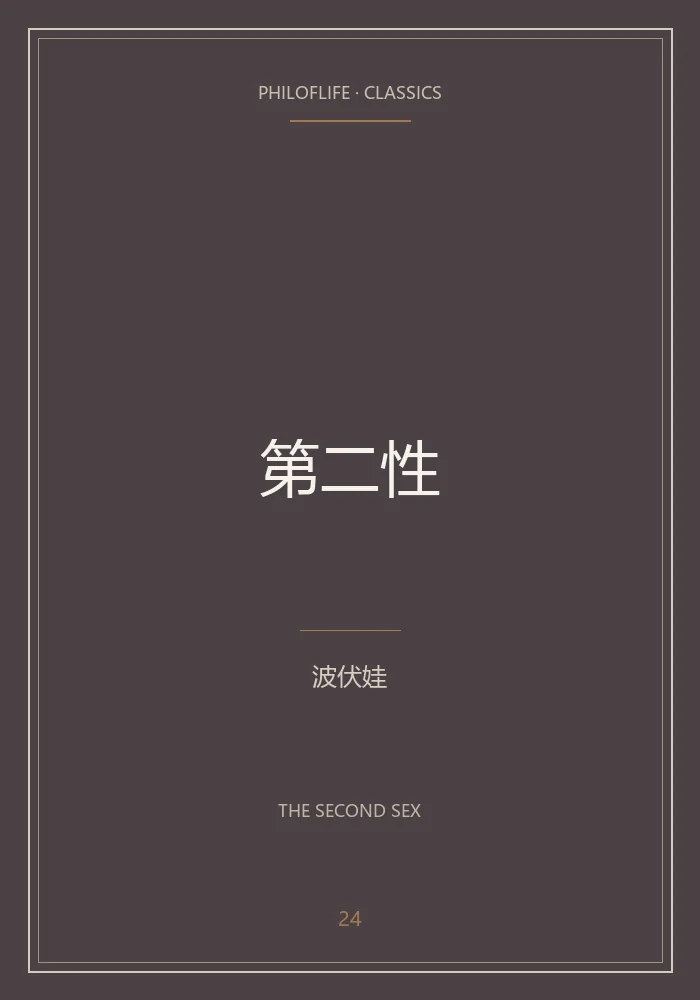 PHILOFLIFE · CLASSICS
第二性
波伏娃
THE SECOND SEX
24